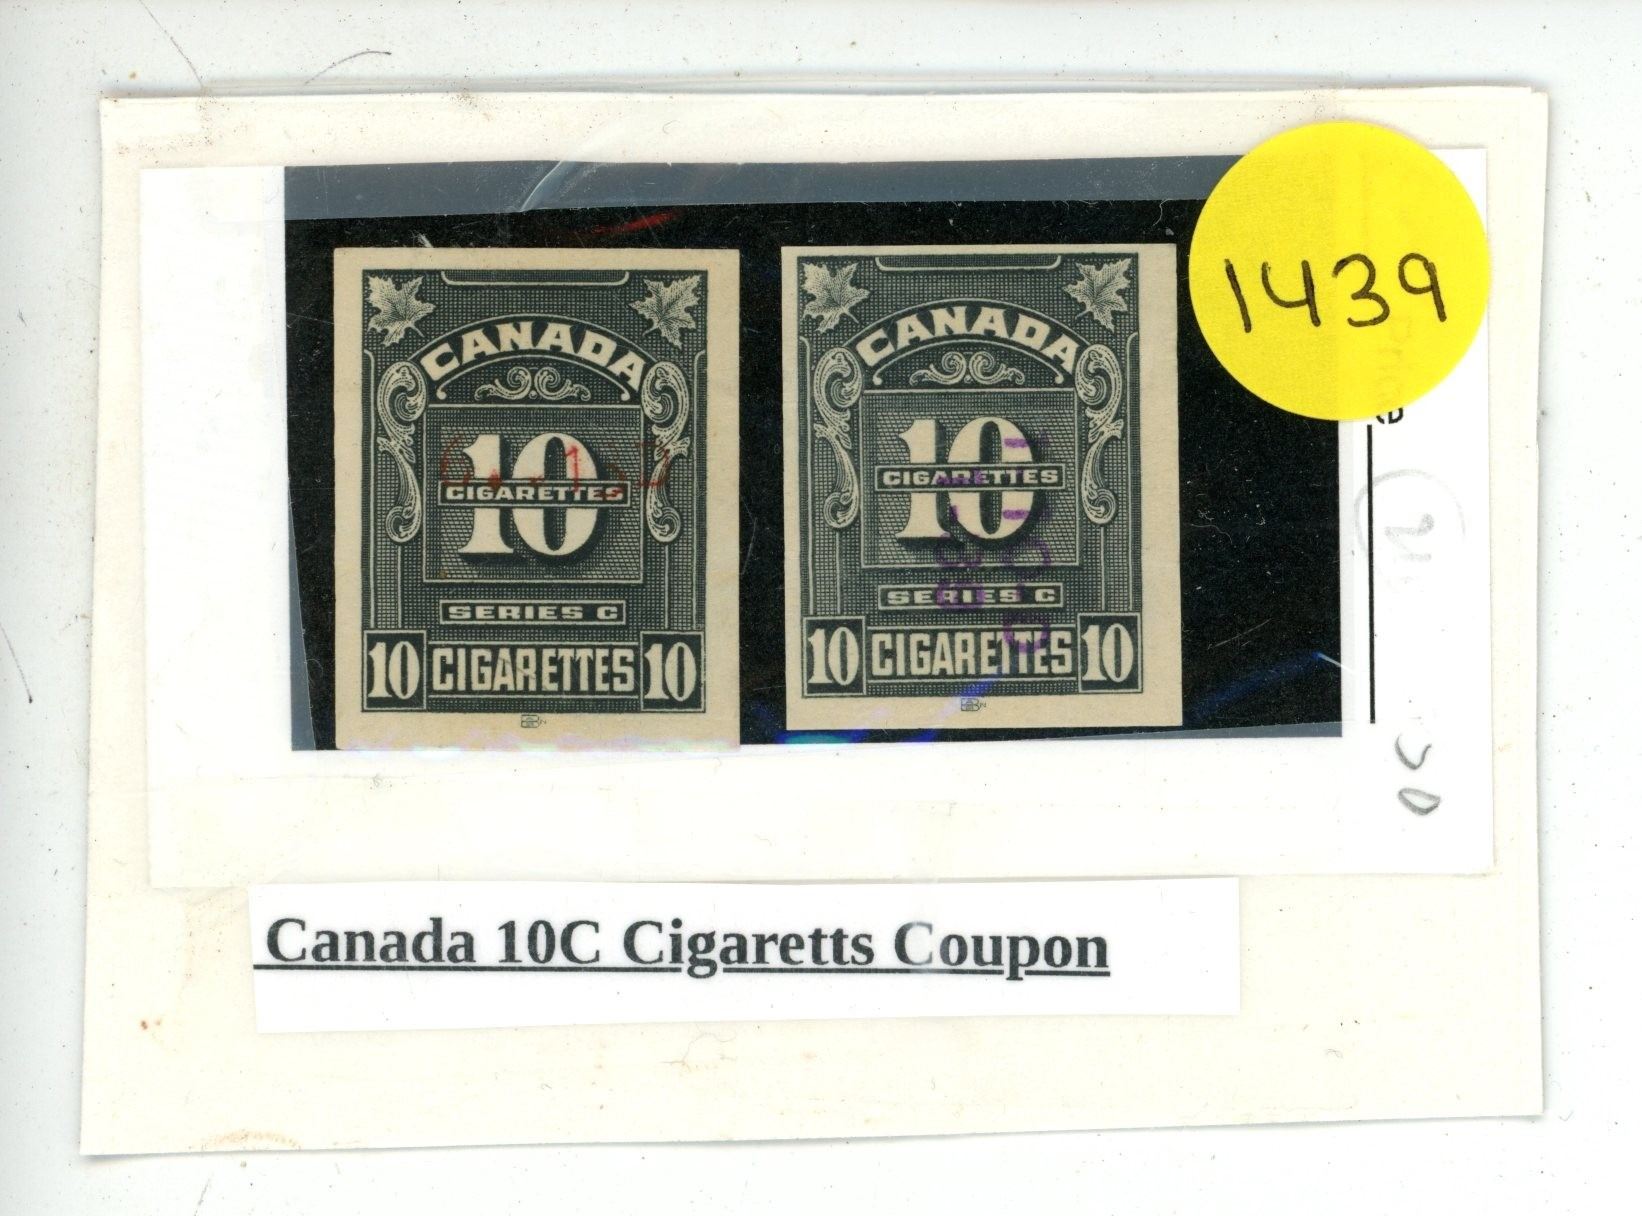 1439
CANADA
10
CIGARETTES
SERIES C
10 CIGARETTES 10
CANADA
10
CIGARETTES
SERIES C
10 CIGARETTES 10
Canada 10C Cigaretts Coupon